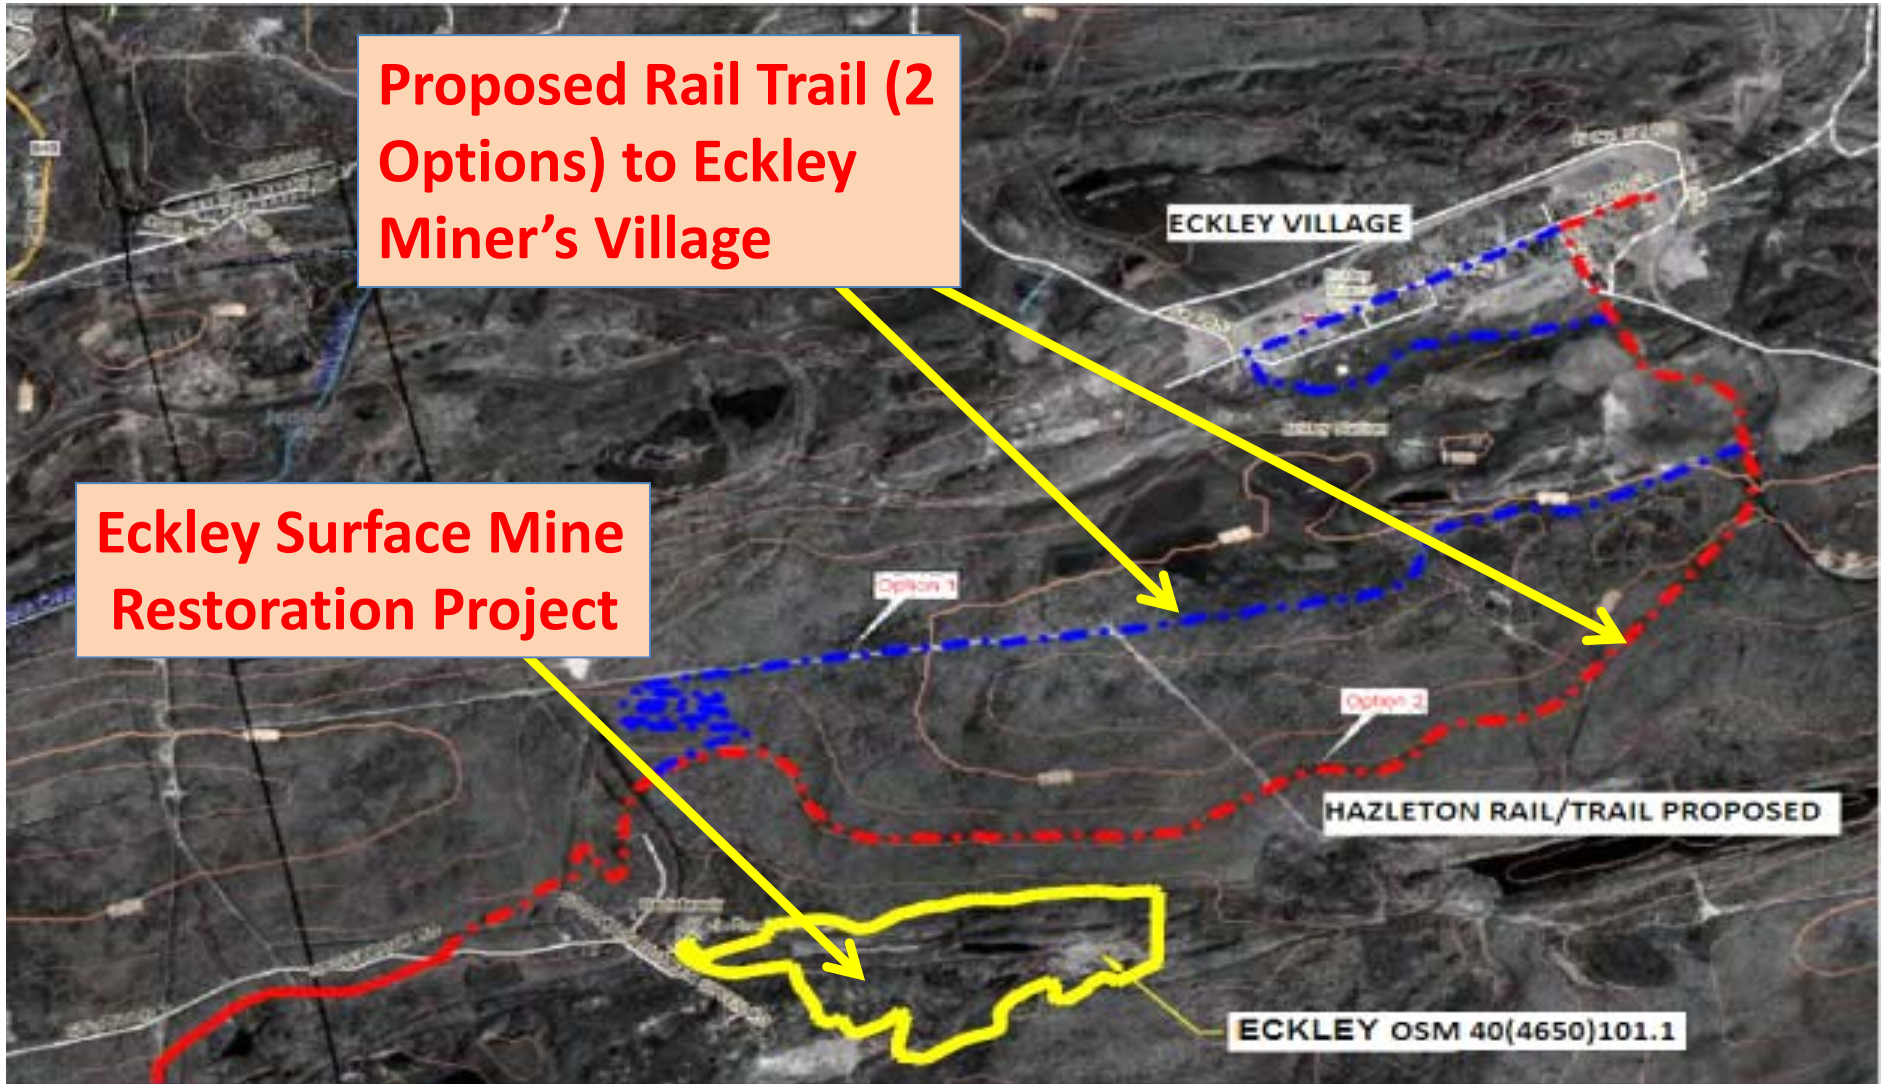 Proposed Rail Trail (2
Options) to Eckley
Miner’s Village
ECKLEY VILLAGE
Eckley Surface Mine
Restoration Project
Option 1
Option 2
HAZLETON RAIL/TRAIL PROPOSED
ECKLEY OSM 40(4650)101.1